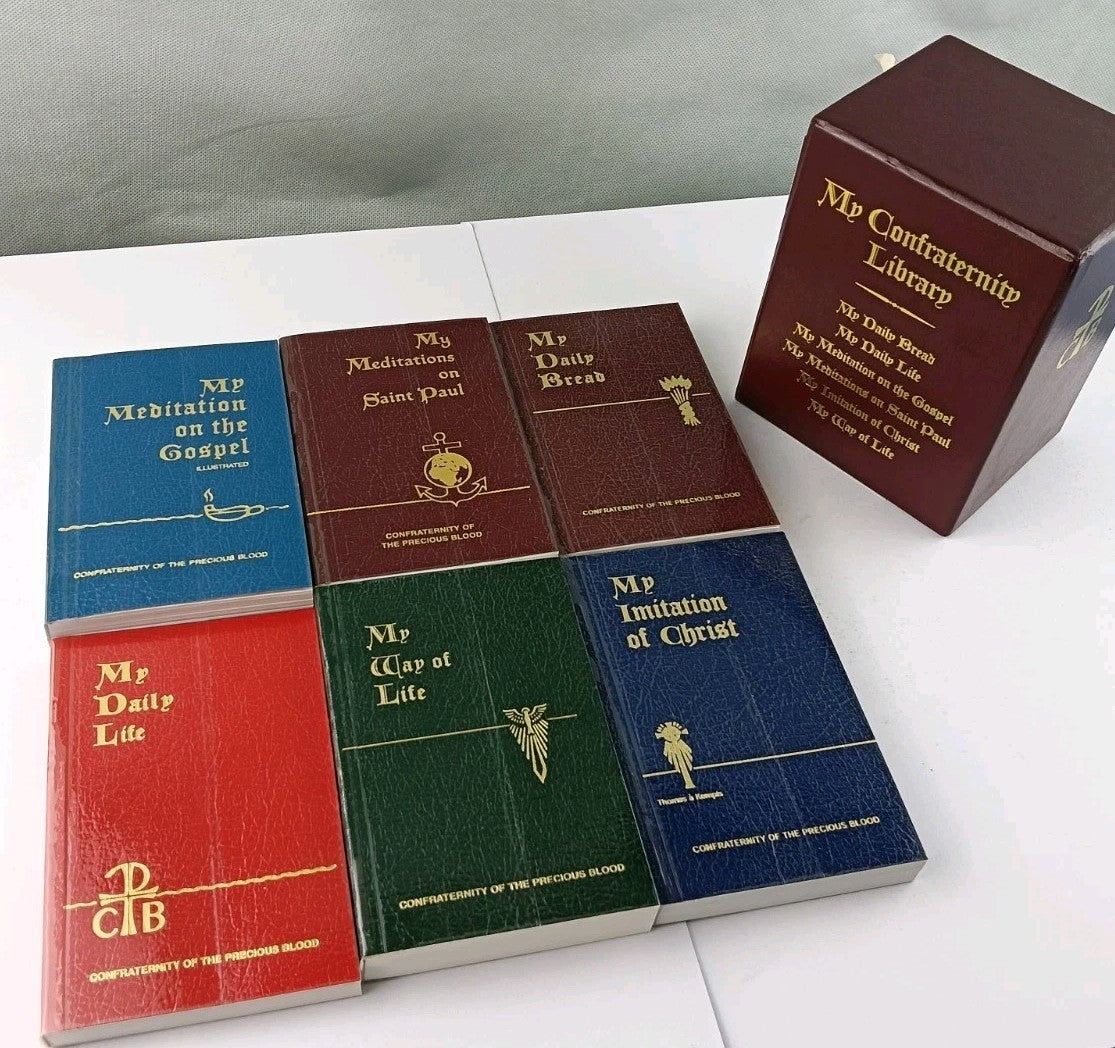 My
Meditation
on the
Gospel
ILLUSTRATED
CONFRATERNITY OF THE PRECIOUS BLOOD
My
Meditations
on
Saint Paul
CONFRATERNITY OF
THE PRECIOUS BLOOD
My
Daily
Bread
CONFRATERNITY OF THE PRECIOUS BLOOD
My Confraternity
Library
My Daily Bread
My Daily Life
My Meditation on the Gospel
My Meditations on Saint Paul
My Imitation of Christ
My Way of Life
My
Daily
Life
CPB
CONFRATERNITY OF THE PRECIOUS BLOOD
My
Way of
Life
CONFRATERNITY OF THE PRECIOUS BLOOD
My
Imitation
of Christ
Thomas à Kempis
CONFRATERNITY OF THE PRECIOUS BLOOD